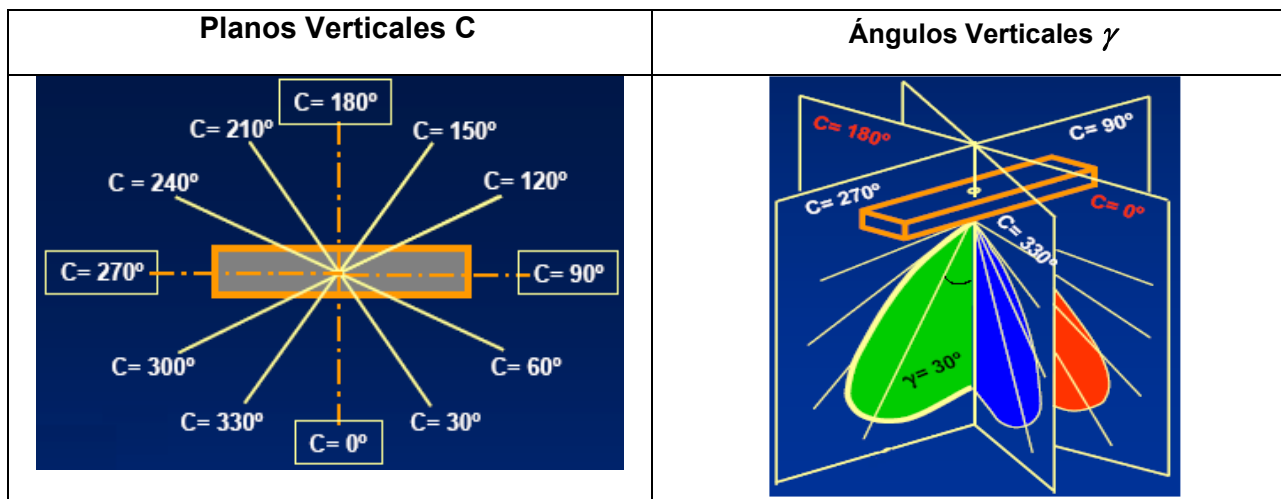 Planos Verticales C
Ángulos Verticales γ
C= 180º
C= 210º
C= 150º
C = 240º
C= 120º
C= 270º
C= 90º
C= 300º
C= 60º
C= 330º
C= 30º
C= 0º
C= 180º
C= 90º
C= 270º
C= 0º
C= 330º
γ= 30º